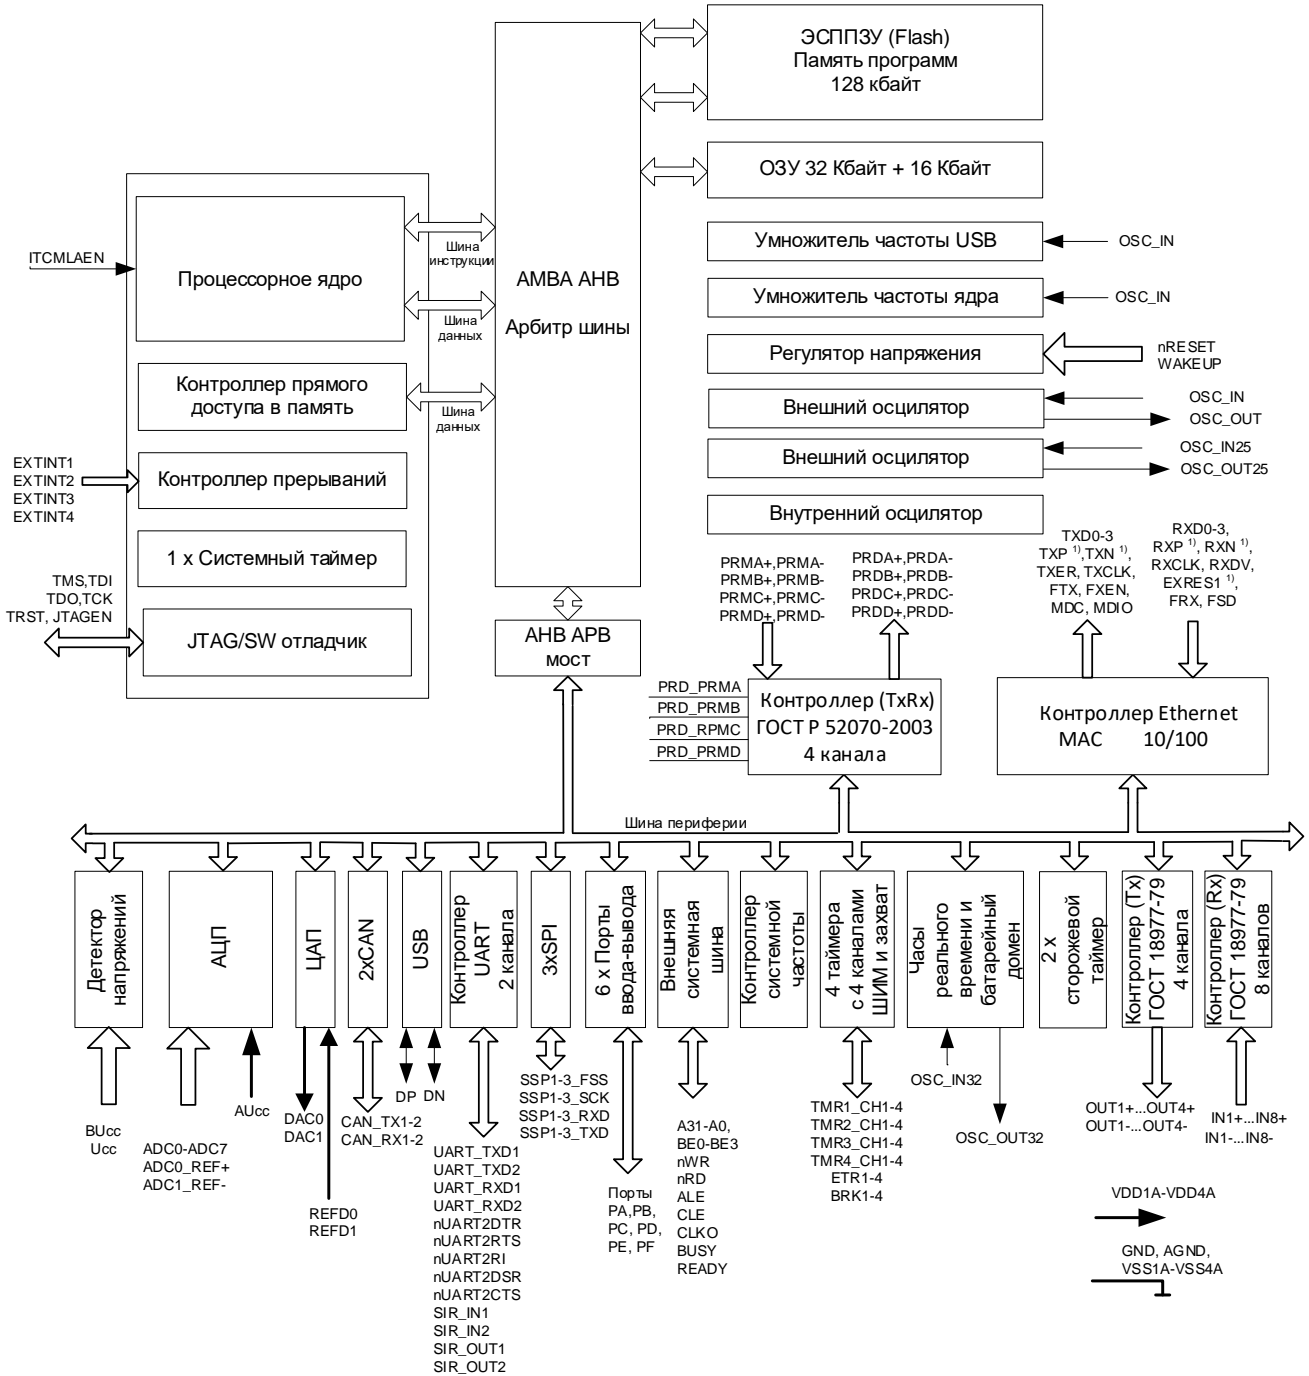 ЭСППЗУ (Flash)
Память программ
128 кбайт
ОЗУ 32 Кбайт + 16 Кбайт
Умножитель частоты USB
OSC_IN
Умножитель частоты ядра
OSC_IN
Регулятор напряжения
nRESET
WAKEUP
Внешний осцилятор
OSC_IN
OSC_OUT
Внешний осцилятор
OSC_IN25
OSC_OUT25
Внутренний осцилятор
АМВА АНВ
Арбитр шины
ITCMLAEN
Процессорное ядро
Шина
инструкции
Шина
данных
Контроллер прямого
доступа в память
Шина
данных
EXTINT1
EXTINT2
EXTINT3
EXTINT4
Контроллер прерываний
1 x Системный таймер
TMS,TDI
TDO,TCK
TRST, JTAGEN
JTAG/SW отладчик
АНВ АРВ
мост
PRMA+,PRMA-
PRMB+,PRMB-
PRMC+,PRMC-
PRMD+,PRMD-
PRDA+,PRDA-
PRDB+,PRDB-
PRDC+,PRDC-
PRDD+,PRDD-
TXD0-3
TXP 1),TXN 1),
TXER, TXCLK,
FTX, FXEN,
MDC, MDIO
RXD0-3,
RXP 1), RXN 1),
RXCLK, RXDV,
EXRES1 1),
FRX, FSD
PRD_PRMA
PRD_PRMB
PRD_RPMC
PRD_PRMD
Контроллер (TxRx)
ГОСТ Р 52070-2003
4 канала
Контроллер Ethernet
MAC 10/100
Шина периферии
Детектор
напряжений
АЦП
ЦАП
2xCAN
USB
Контроллер
UART
2 канала
3xSPI
6 x Порты
ввода-вывода
Внешняя
системная
шина
Контроллер
системной
частоты
4 таймера
с 4 каналами
ШИМ и захват
Часы
реального
времени и
батарейный
домен
2 x
сторожевой
таймер
Контроллер (Tx)
ГОСТ 18977-79
4 канала
Контроллер (Rx)
ГОСТ 18977-79
8 каналов
BUcc
Ucc
ADC0-ADC7
ADC0_REF+
ADC1_REF-
AUcc
DAC0
DAC1
REFD0
REFD1
CAN_TX1-2
CAN_RX1-2
DP
DN
UART_TXD1
UART_TXD2
UART_RXD1
UART_RXD2
nUART2DTR
nUART2RTS
nUART2RI
nUART2DSR
nUART2CTS
SIR_IN1
SIR_IN2
SIR_OUT1
SIR_OUT2
SSP1-3_FSS
SSP1-3_SCK
SSP1-3_RXD
SSP1-3_TXD
Порты
PA,PB,
PC, PD,
PE, PF
A31-A0,
BE0-BE3
nWR
nRD
ALE
CLE
CLKO
BUSY
READY
TMR1_CH1-4
TMR2_CH1-4
TMR3_CH1-4
TMR4_CH1-4
ETR1-4
BRK1-4
OSC_IN32
OSC_OUT32
OUT1+...OUT4+
OUT1-...OUT4-
IN1+...IN8+
IN1-...IN8-
VDD1A-VDD4A
GND, AGND,
VSS1A-VSS4A